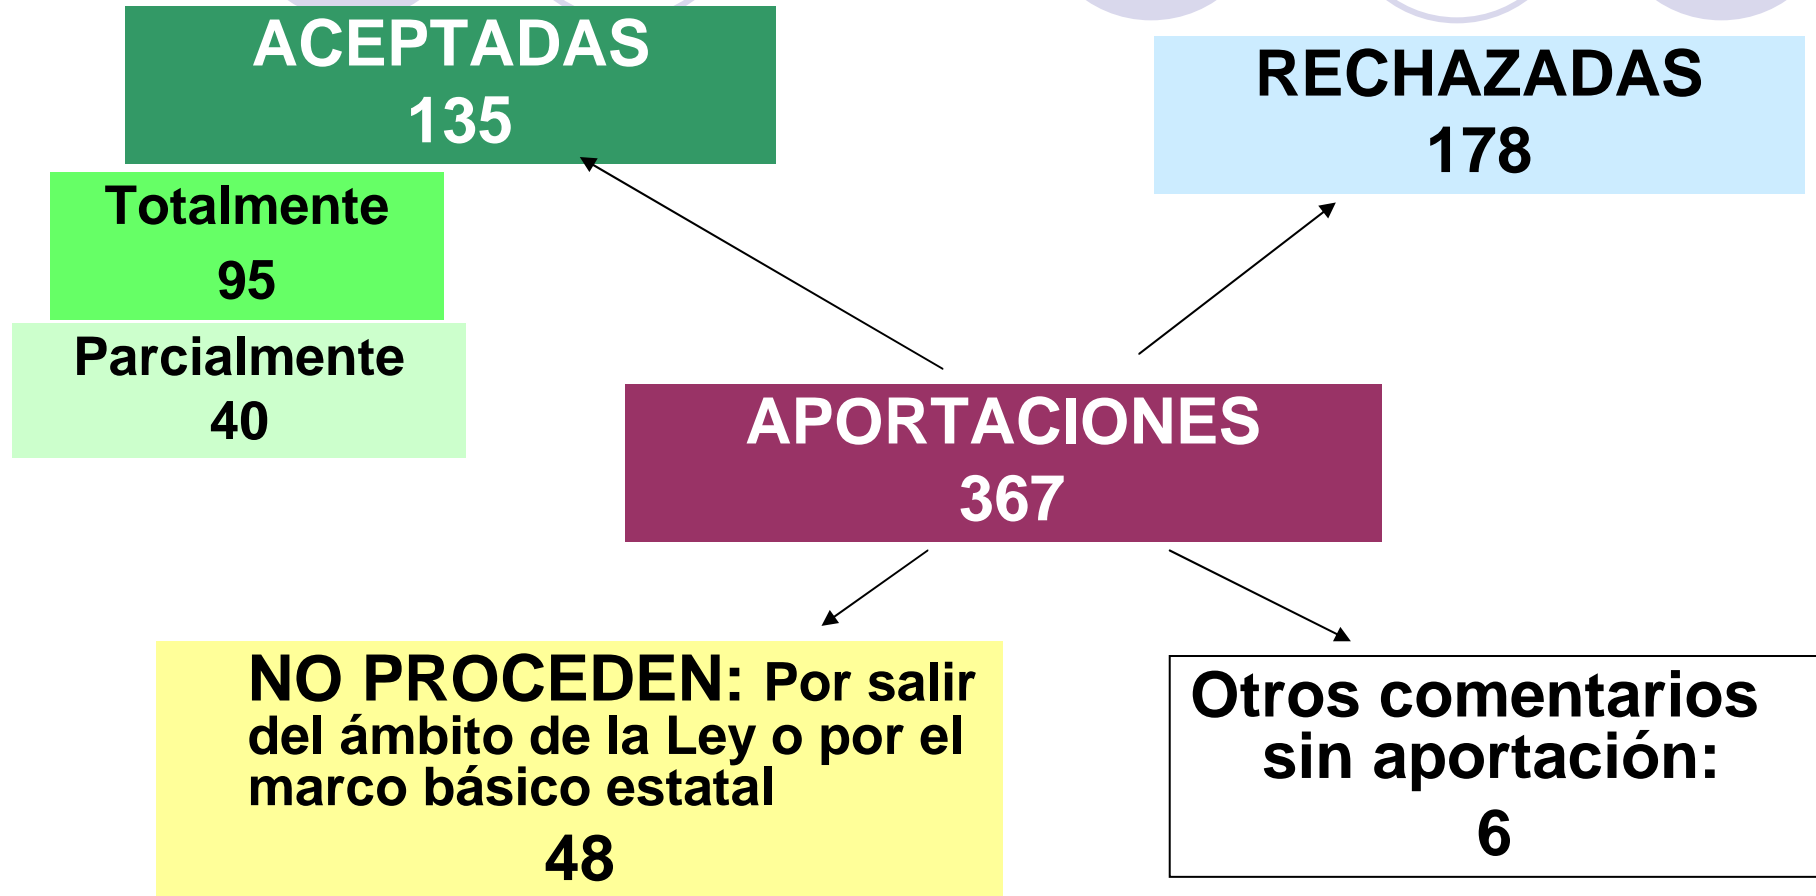 ACEPTADAS
135
RECHAZADAS
178
Totalmente
95
Parcialmente
40
APORTACIONES
367
NO PROCEDEN: Por salir
del ámbito de la Ley o por el
marco básico estatal
48
Otros comentarios
sin aportación:
6